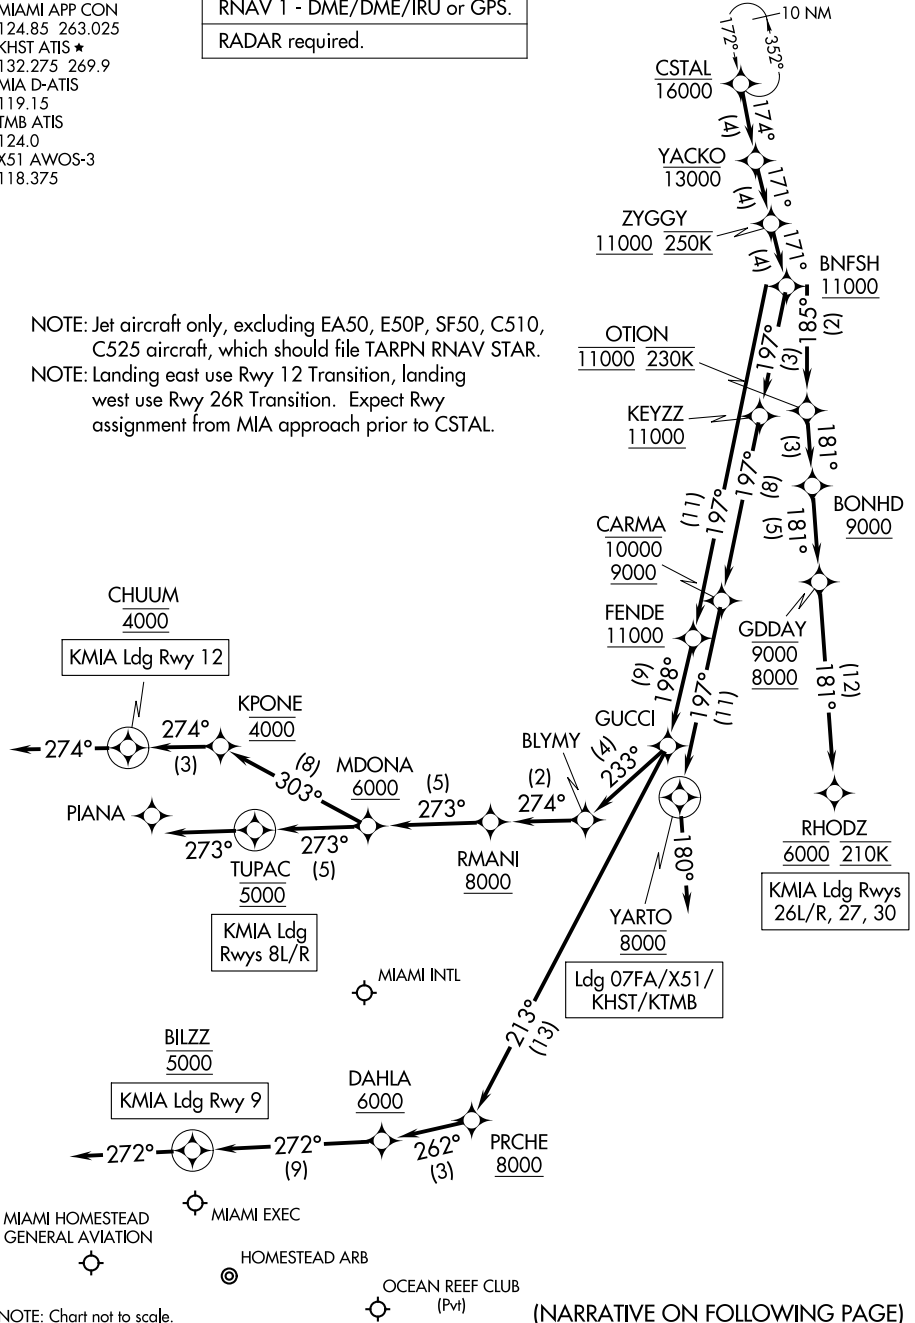 MIAMI APP CON
124.85 263.025
KHST ATIS ★
132.275 269.9
MIA D-ATIS
119.15
TMB ATIS
124.0
X51 AWOS-3
118.375
RNAV 1 - DME/DME/IRU or GPS.
RADAR required.
10 NM
172°
352°
CSTAL
16000
174°
(4)
YACKO
13000
171°
(4)
ZYGGY
11000 250K
171°
(4)
BNFSH
11000
NOTE: Jet aircraft only, excluding EA50, E50P, SF50, C510,
C525 aircraft, which should file TARPN RNAV STAR.
NOTE: Landing east use Rwy 12 Transition, landing
west use Rwy 26R Transition. Expect Rwy
assignment from MIA approach prior to CSTAL.
OTION
11000 230K
197°
(3)
185°
(2)
KEYZZ
11000
181°
(3)
197°
(11)
197°
(8)
BONHD
9000
181°
(5)
CARMA
10000
9000
FENDE
11000
GDDAY
9000
8000
181°
(12)
198°
(9)
197°
(11)
CHUUM
4000
KMIA Ldg Rwy 12
KPONE
4000
GUCCI
274°
274°
(3)
303°
(8)
MDONA
6000
273°
(5)
BLYMY
274°
(2)
233°
(4)
PIANA
273°
TUPAC
5000
273°
(5)
KMIA Ldg
Rwys 8L/R
RMANI
8000
180°
YARTO
8000
Ldg 07FA/X51/
KHST/KTMB
RHODZ
6000 210K
KMIA Ldg Rwys
26L/R, 27, 30
MIAMI INTL
213°
(13)
BILZZ
5000
KMIA Ldg Rwy 9
DAHLA
6000
272°
272°
(9)
262°
(3)
PRCHE
8000
MIAMI EXEC
MIAMI HOMESTEAD
GENERAL AVIATION
HOMESTEAD ARB
OCEAN REEF CLUB
(Pvt)
NOTE: Chart not to scale.
(NARRATIVE ON FOLLOWING PAGE)